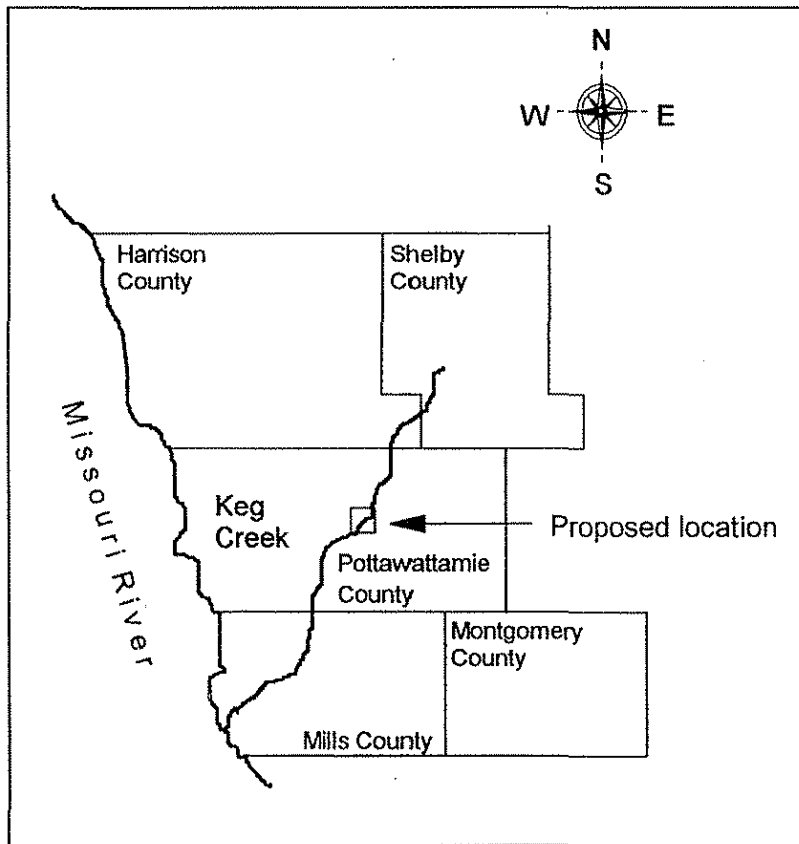 N
W E
S
Harrison
County
Shelby
County
Missouri River
Keg
Creek
Proposed location
Pottawattamie
County
Montgomery
County
Mills County